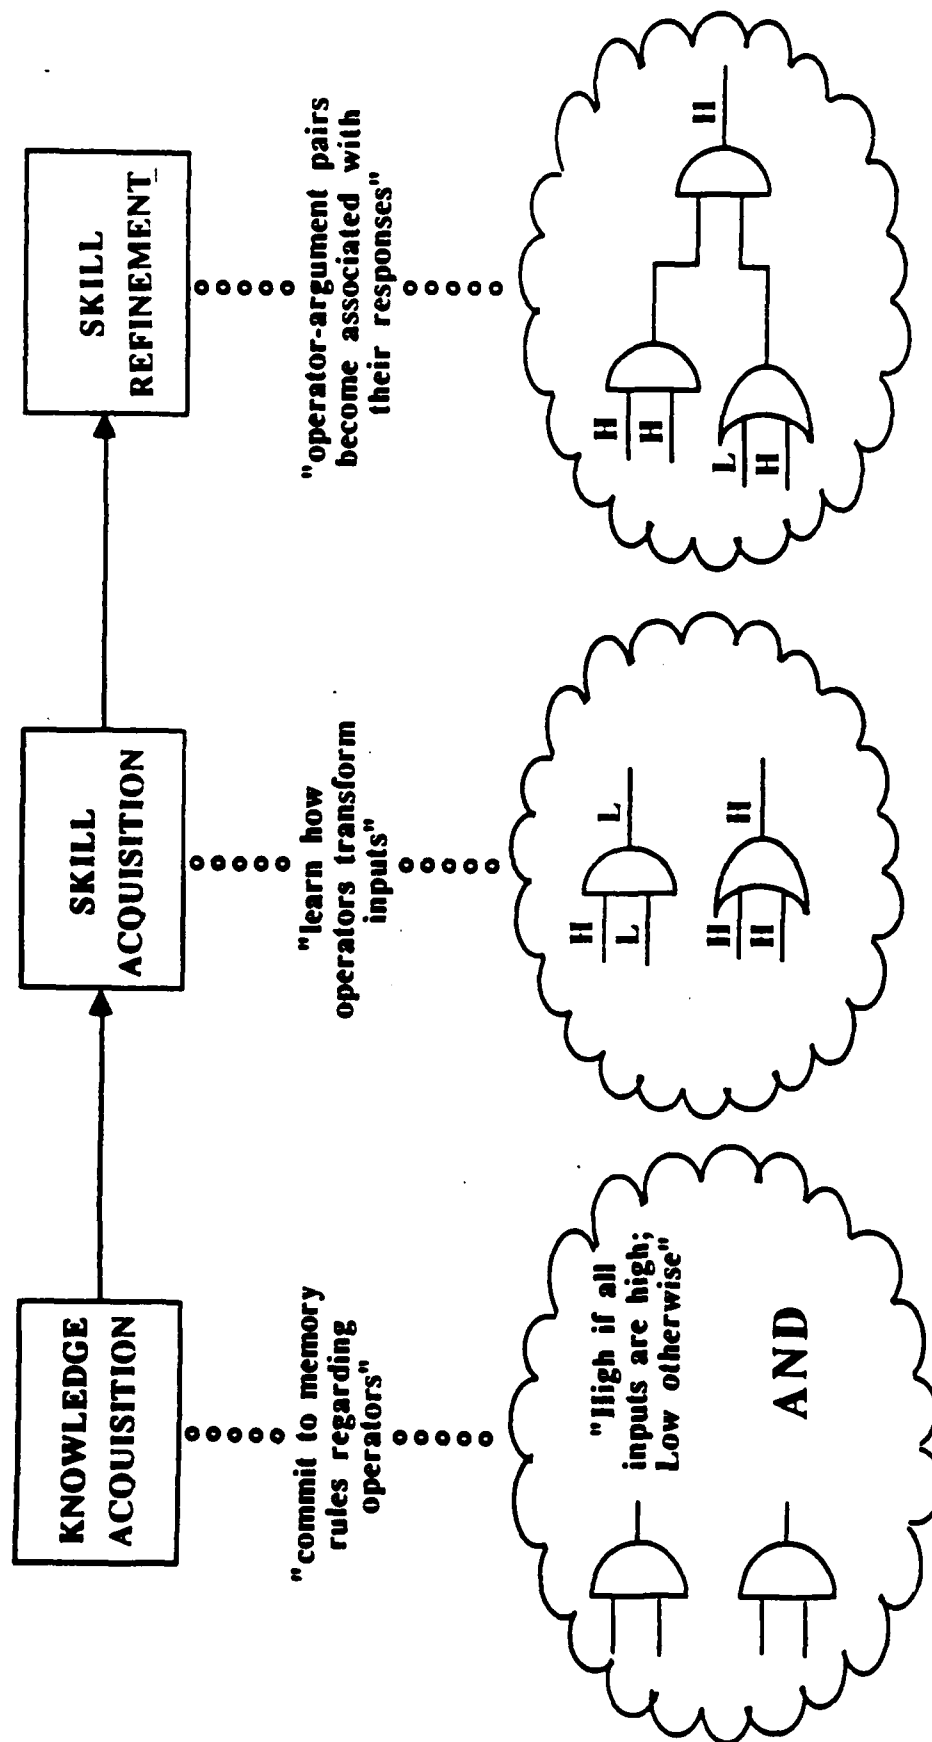 KNOWLEDGE
ACQUISITION
SKILL
ACQUISITION
SKILL
REFINEMENT
"commit to memory
rules regarding
operators"
"learn how
operators transform
inputs"
"operator-argument pairs
become associated with
their responses"
"High if all
inputs are high;
Low otherwise"
AND
H
L
L
H
H
H
H
H
L
H
H